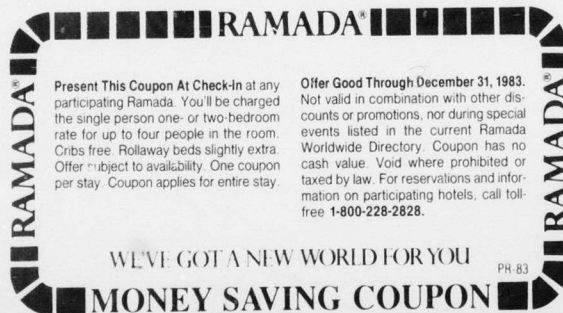 RAMADA®
RAMADA®
RAMADA®
Present This Coupon At Check-In at any
participating Ramada. You'll be charged
the single person one- or two-bedroom
rate for up to four people in the room.
Cribs free. Rollaway beds slightly extra.
Offer subject to availability. One coupon
per stay. Coupon applies for entire stay.
Offer Good Through December 31, 1983.
Not valid in combination with other dis-
counts or promotions, nor during special
events listed in the current Ramada
Worldwide Directory. Coupon has no
cash value. Void where prohibited or
taxed by law. For reservations and infor-
mation on participating hotels, call toll-
free 1-800-228-2828.
WE'VE GOT A NEW WORLD FOR YOU
PR-83
MONEY SAVING COUPON